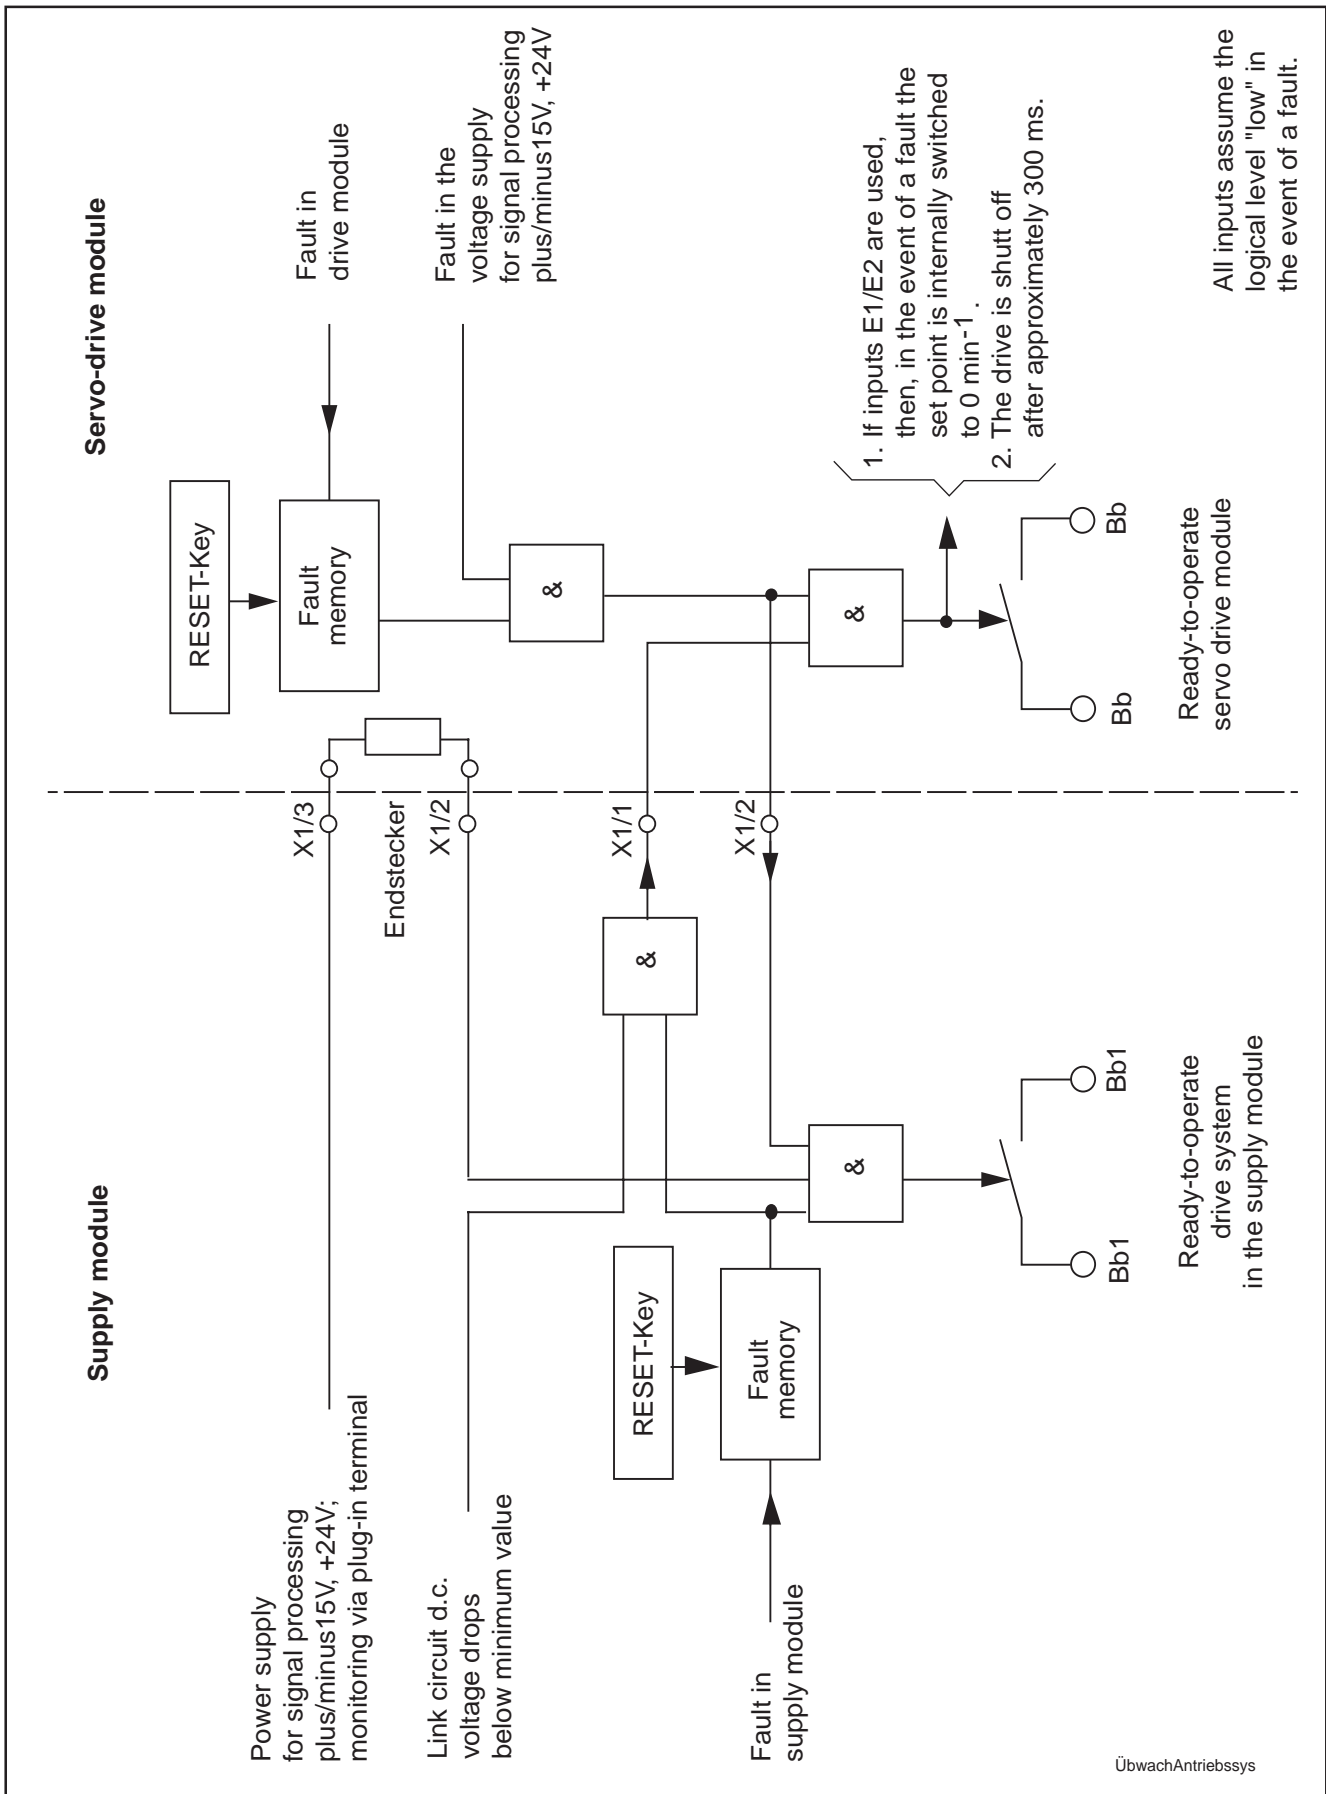 Supply module
Servo-drive module
Power supply
for signal processing
plus/minus15V, +24V;
monitoring via plug-in terminal
X1/3
Endstecker
X1/2
RESET-Key
Fault
memory
Fault in
drive module
Link circuit d.c.
voltage drops
below minimum value
Fault in the
voltage supply
for signal processing
plus/minus15V, +24V
&
&
X1/1
X1/2
RESET-Key
Fault
memory
Fault in
supply module
&
&
1. If inputs E1/E2 are used,
then, in the event of a fault the
set point is internally switched
to 0 min⁻¹ .
2. The drive is shutt off
after approximately 300 ms.
Bb1
Bb1
Bb
Bb
Ready-to-operate
drive system
in the supply module
Ready-to-operate
servo drive module
All inputs assume the
logical level "low" in
the event of a fault.
ÜbwachAntriebssys